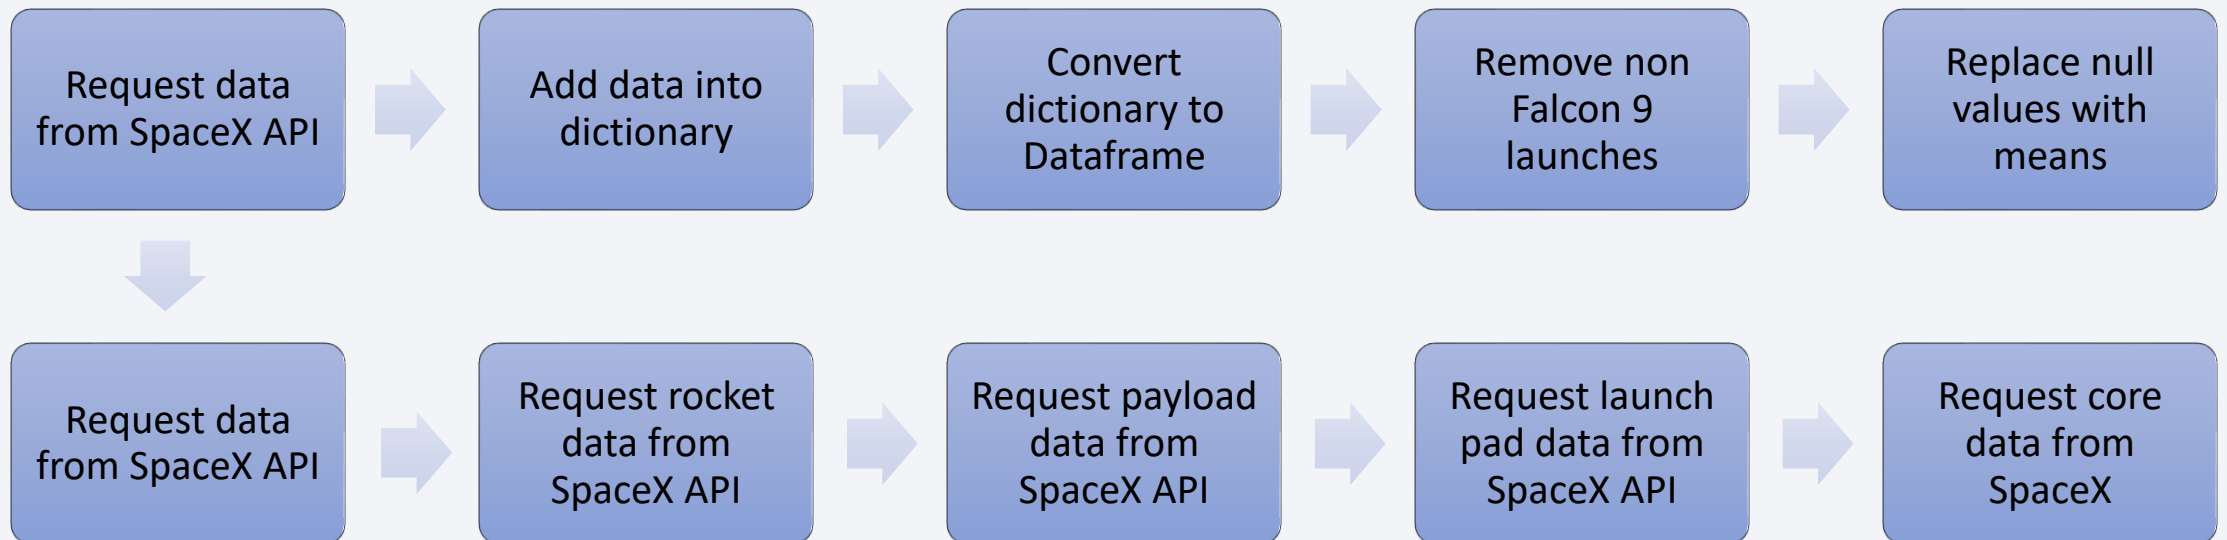 Request data
from SpaceX API
Add data into
dictionary
Convert
dictionary to
Dataframe
Remove non
Falcon 9
launches
Replace null
values with
means
Request data
from SpaceX API
Request rocket
data from
SpaceX API
Request payload
data from
SpaceX API
Request launch
pad data from
SpaceX API
Request core
data from
SpaceX